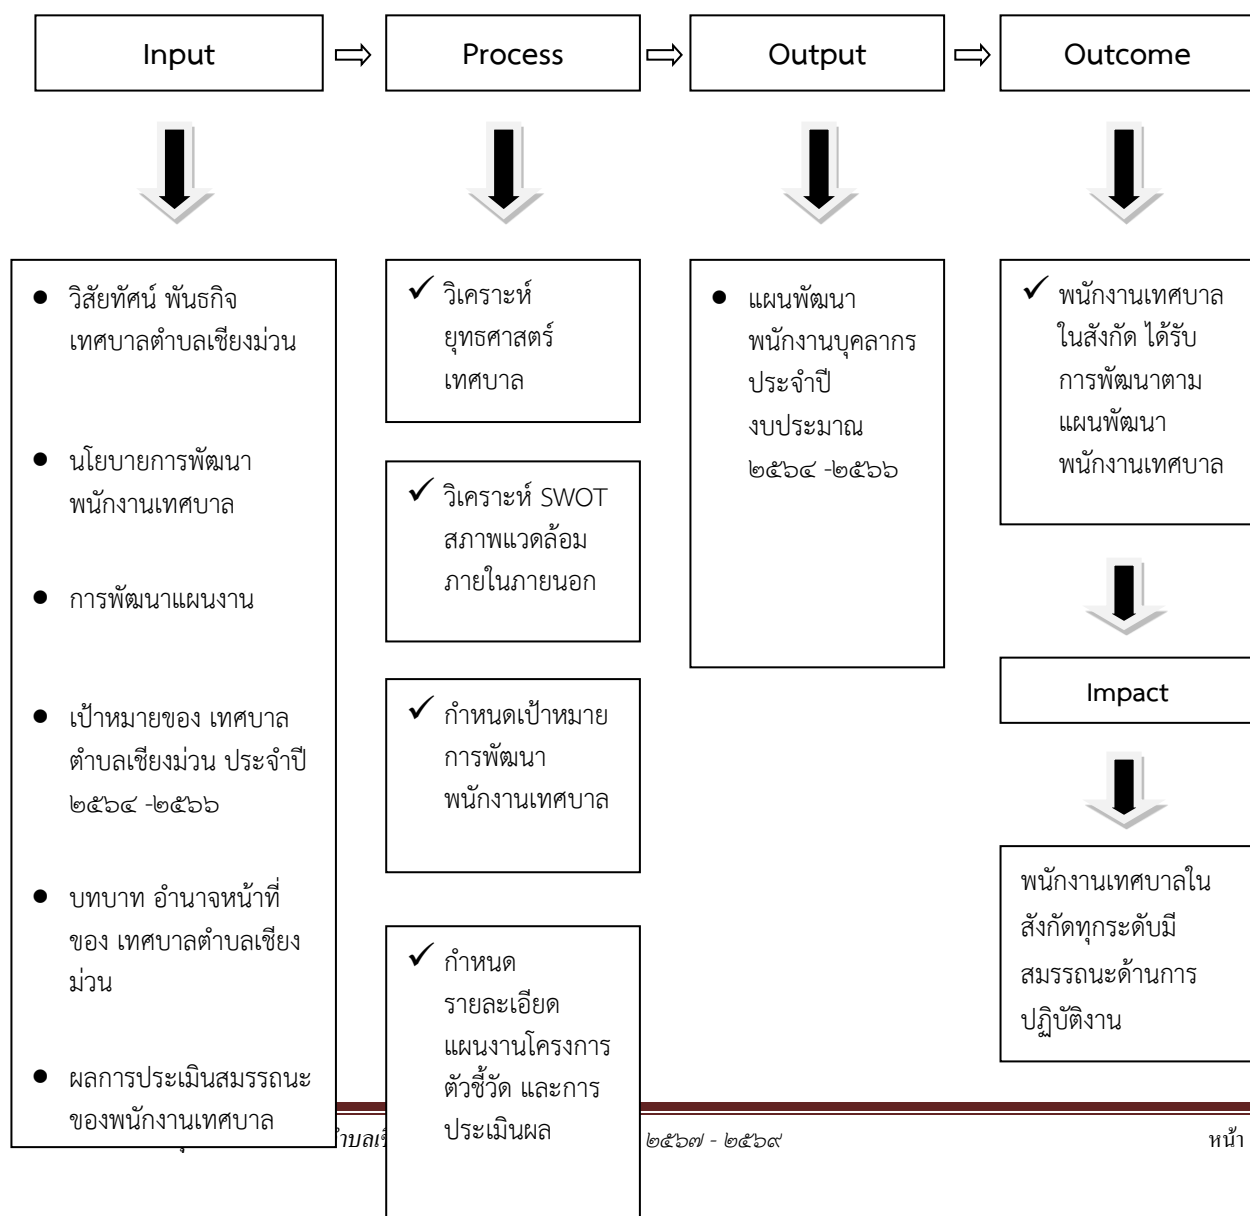 Input
Process
Output
Outcome
วิสัยทัศน์ พันธกิจ
เทศบาลตำบลเชียงม่วน
นโยบายการพัฒนา
พนักงานเทศบาล
การพัฒนาแผนงาน
เป้าหมายของ เทศบาล
ตำบลเชียงม่วน ประจำปี
๒๕๖๔ -๒๕๖๖
บทบาท อำนาจหน้าที่
ของ เทศบาลตำบลเชียง
ม่วน
ผลการประเมินสมรรถนะ
ของพนักงานเทศบาล
วิเคราะห์
ยุทธศาสตร์
เทศบาล
วิเคราะห์ SWOT
สภาพแวดล้อม
ภายในภายนอก
กำหนดเป้าหมาย
การพัฒนา
พนักงานเทศบาล
กำหนด
รายละเอียด
แผนงานโครงการ
ตัวชี้วัด และการ
ประเมินผล
แผนพัฒนา
พนักงานบุคลากร
ประจำปี
งบประมาณ
๒๕๖๔ -๒๕๖๖
พนักงานเทศบาล
ในสังกัด ได้รับ
การพัฒนาตาม
แผนพัฒนา
พนักงานเทศบาล
Impact
พนักงานเทศบาลใน
สังกัดทุกระดับมี
สมรรถนะด้านการ
ปฏิบัติงาน
๒๕๖๗ - ๒๕๖๙
หน้า